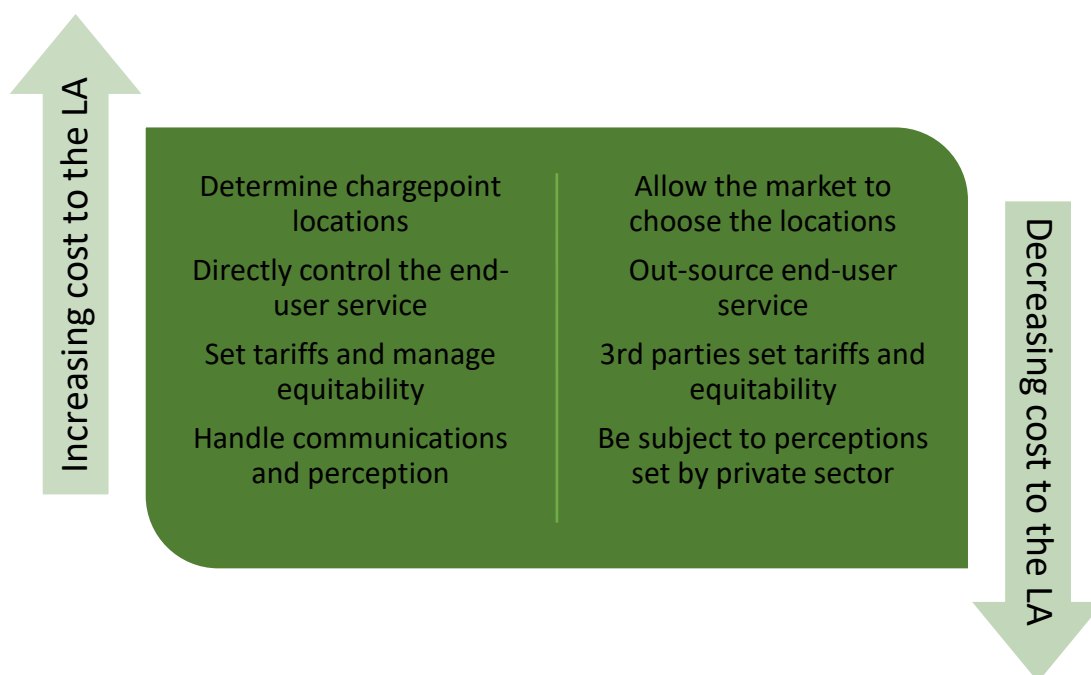 Increasing cost to the LA
Determine chargepoint
locations
Directly control the end-
user service
Set tariffs and manage
equitability
Handle communications
and perception
Allow the market to
choose the locations
Out-source end-user
service
3rd parties set tariffs and
equitability
Be subject to perceptions
set by private sector
Decreasing cost to the LA